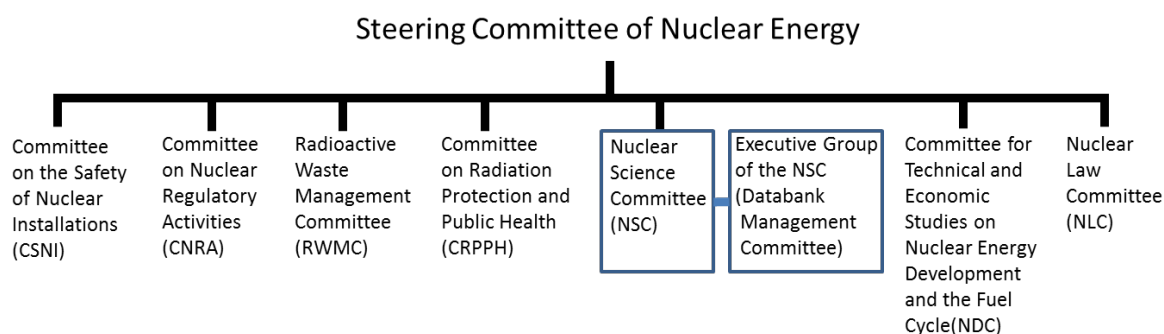 Steering Committee of Nuclear Energy
Committee
on the Safety
of Nuclear
Installations
(CSNI)
Committee
on Nuclear
Regulatory
Activities
(CNRA)
Radioactive
Waste
Management
Committee
(RWMC)
Committee
on Radiation
Protection and
Public Health
(CRPPH)
Nuclear
Science
Committee
(NSC)
Executive Group
of the NSC
(Databank
Management
Committee)
Committee for
Technical and
Economic
Studies on
Nuclear Energy
Development
and the Fuel
Cycle(NDC)
Nuclear
Law
Committee
(NLC)